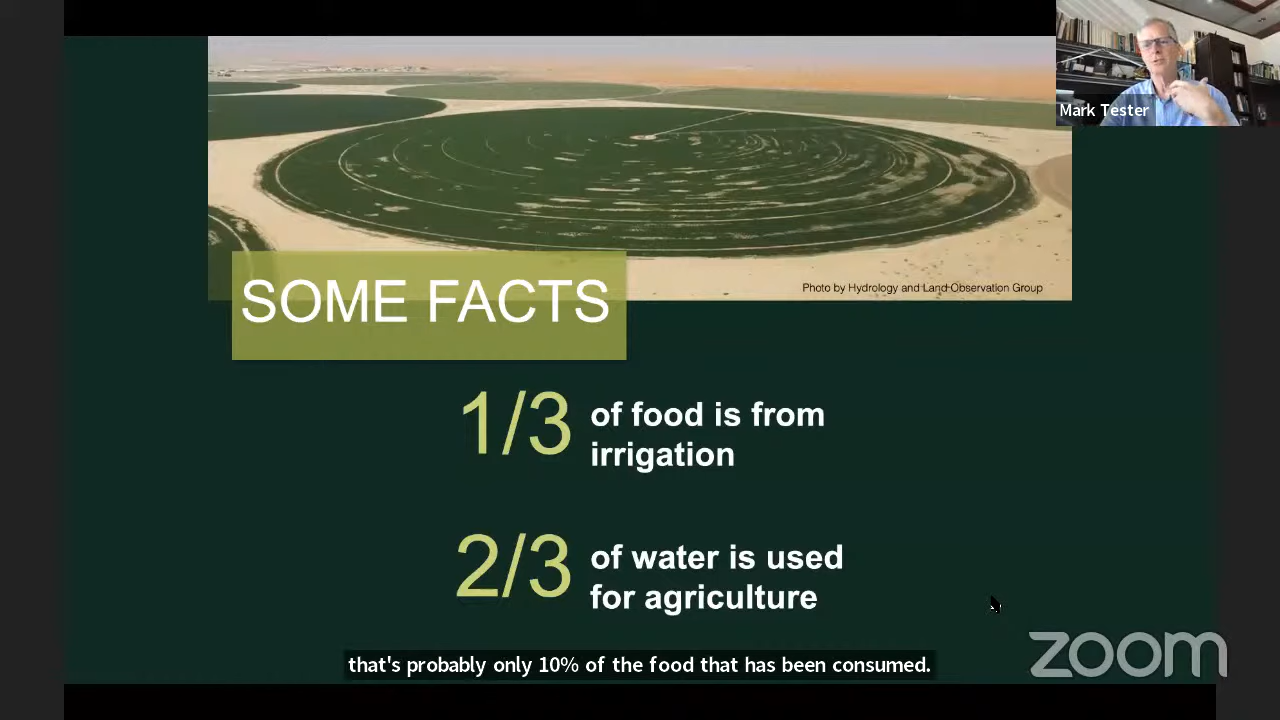 Mark Tester
Photo by Hydrology and Land Observation Group
SOME FACTS
1/3
of food is from
irrigation
2/3
of water is used
for agriculture
that's probably only 10% of the food that has been consumed.
zoom